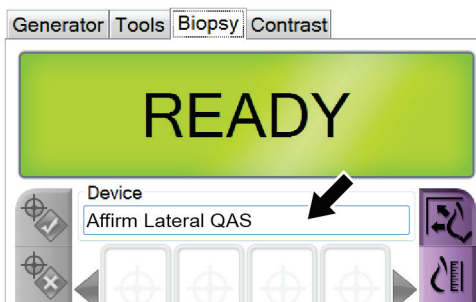 Generator Tools Biopsy Contrast
READY
Device
Affirm Lateral QAS